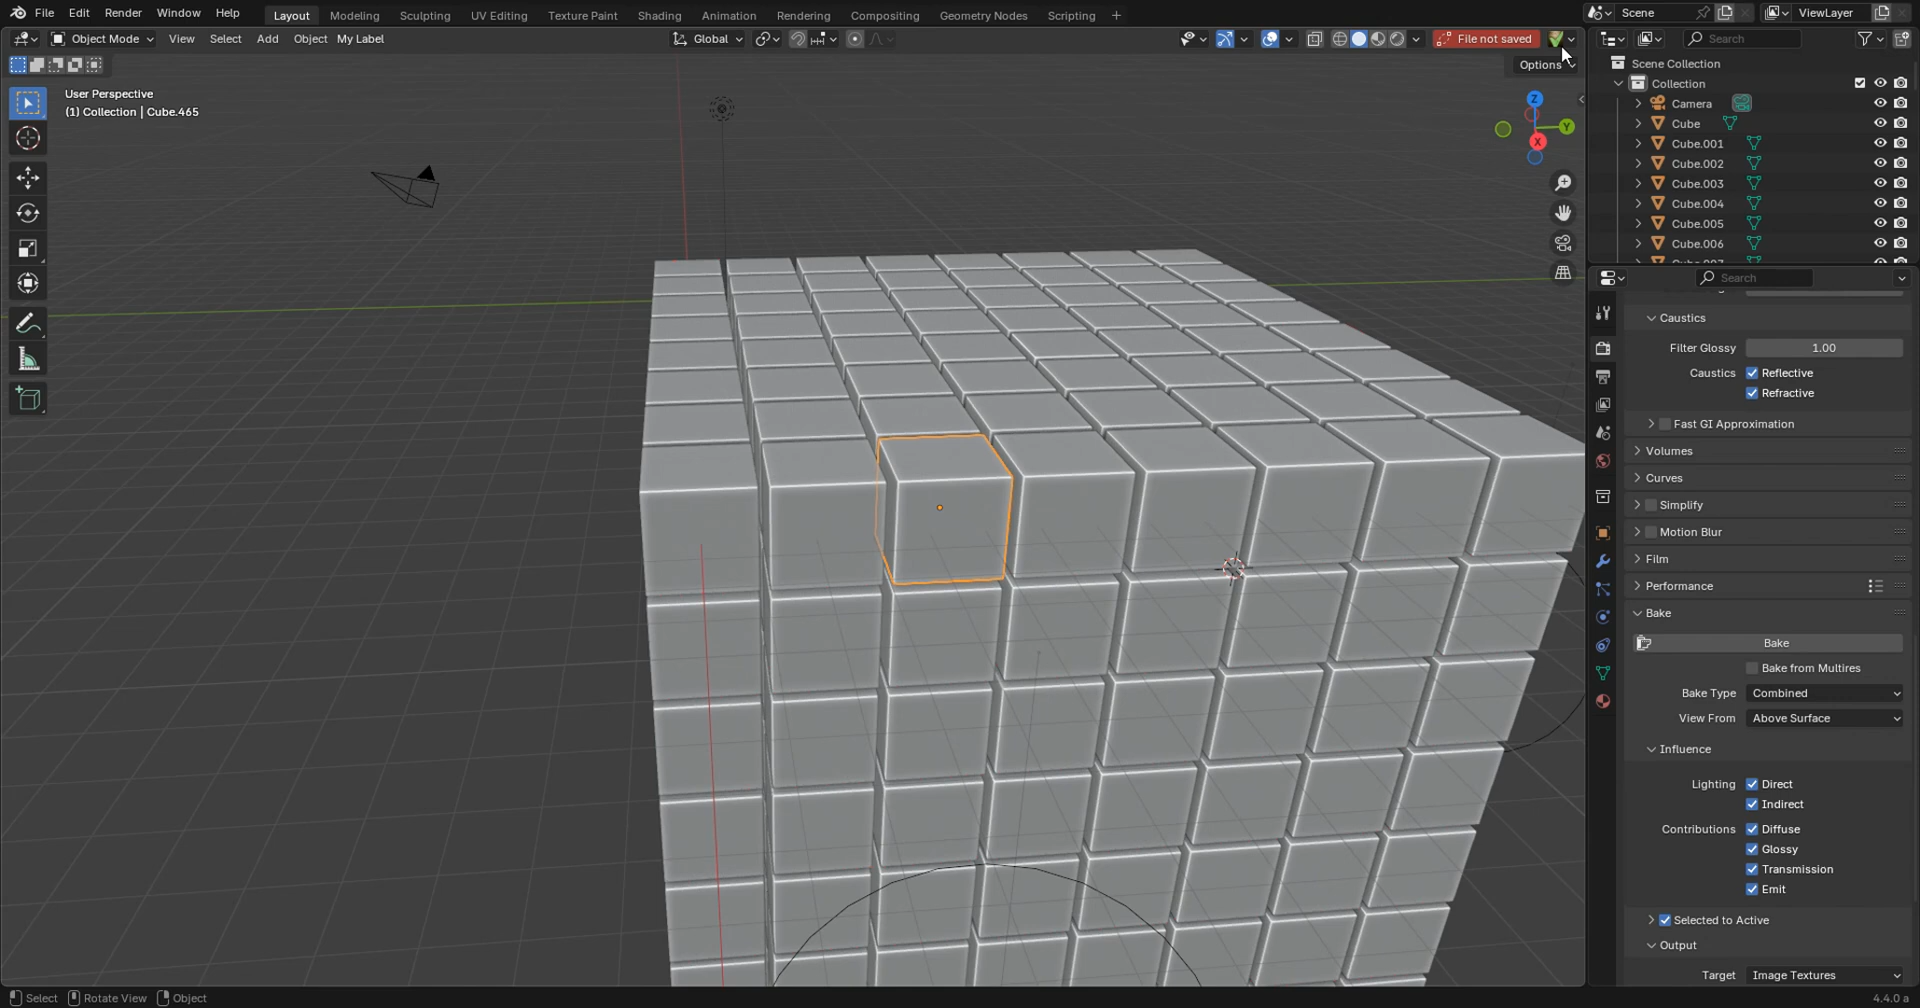 File Edit Render Window Help Layout Modeling Sculpting UV Editing Texture Paint Shading Animation Rendering Compositing Geometry Nodes Scripting + Scene ViewLayer
Object Mode View Select Add Object My Label Global File not saved Search
Options
User Perspective
(1) Collection | Cube.465
Z
Y
X
Scene Collection
Collection
Camera
Cube
Cube.001
Cube.002
Cube.003
Cube.004
Cube.005
Cube.006
Search
Caustics
Filter Glossy 1.00
Caustics Reflective
Refractive
Fast GI Approximation
Volumes
Curves
Simplify
Motion Blur
Film
Performance
Bake
Bake
Bake from Multires
Bake Type Combined
View From Above Surface
Influence
Lighting Direct
Indirect
Contributions Diffuse
Glossy
Transmission
Emit
Selected to Active
Output
Target Image Textures
Select Rotate View Object 4.4.0 a